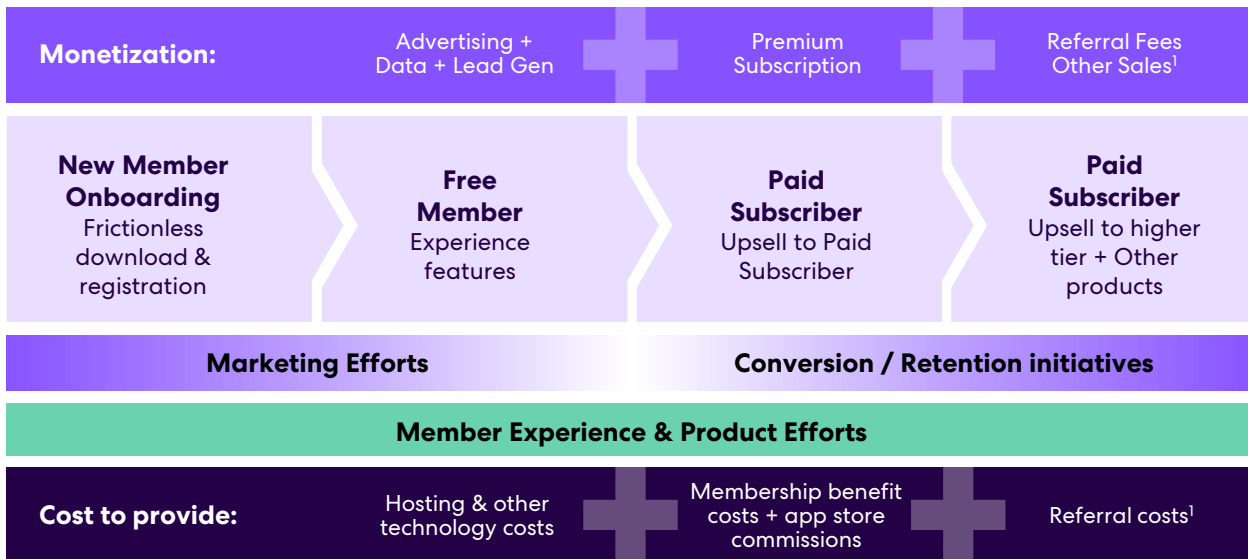 Monetization:
Advertising +
Data + Lead Gen
Premium
Subscription
Referral Fees
Other Sales¹
New Member
Onboarding
Frictionless
download &
registration
Free
Member
Experience
features
Paid
Subscriber
Upsell to Paid
Subscriber
Paid
Subscriber
Upsell to higher
tier + Other
products
Marketing Efforts
Conversion / Retention initiatives
Member Experience & Product Efforts
Cost to provide:
Hosting & other
technology costs
Membership benefit
costs + app store
commissions
Referral costs¹